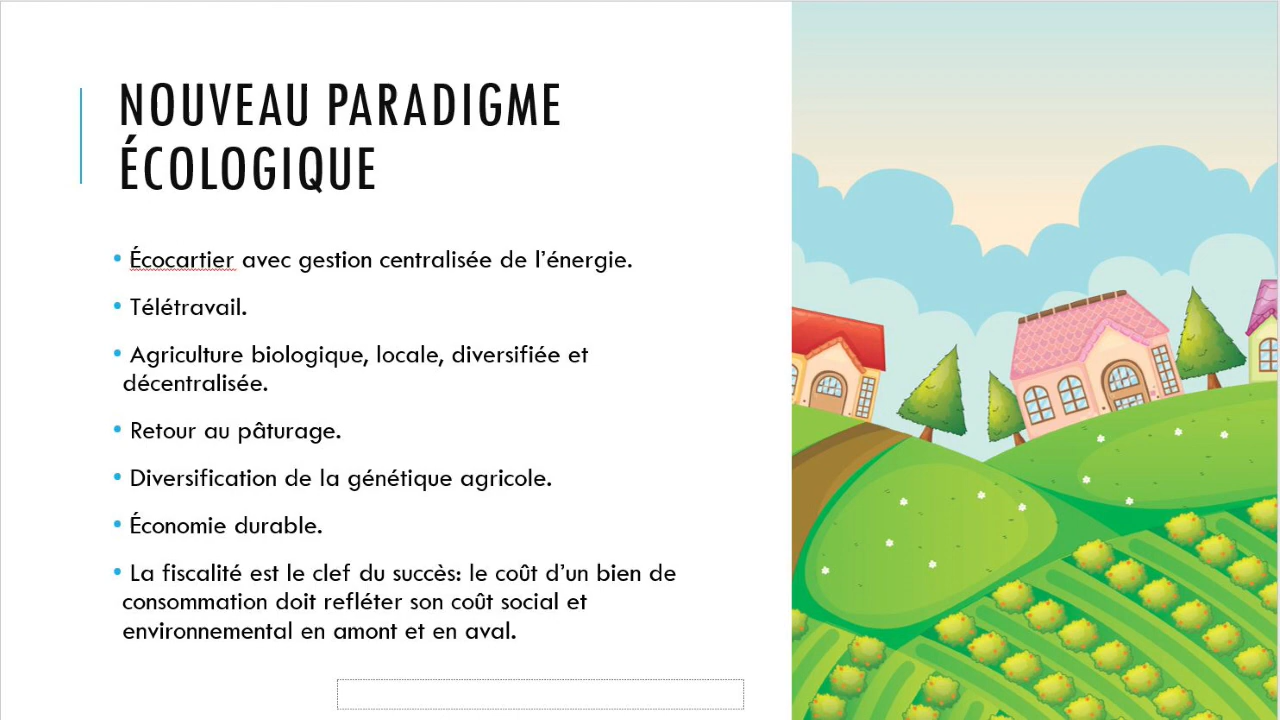 NOUVEAU PARADIGME
ÉCOLOGIQUE
• Écocartier avec gestion centralisée de l’énergie.
• Télétravail.
• Agriculture biologique, locale, diversifiée et
décentralisée.
• Retour au pâturage.
• Diversification de la génétique agricole.
• Économie durable.
• La fiscalité est le clef du succès: le coût d’un bien de
consommation doit refléter son coût social et
environnemental en amont et en aval.